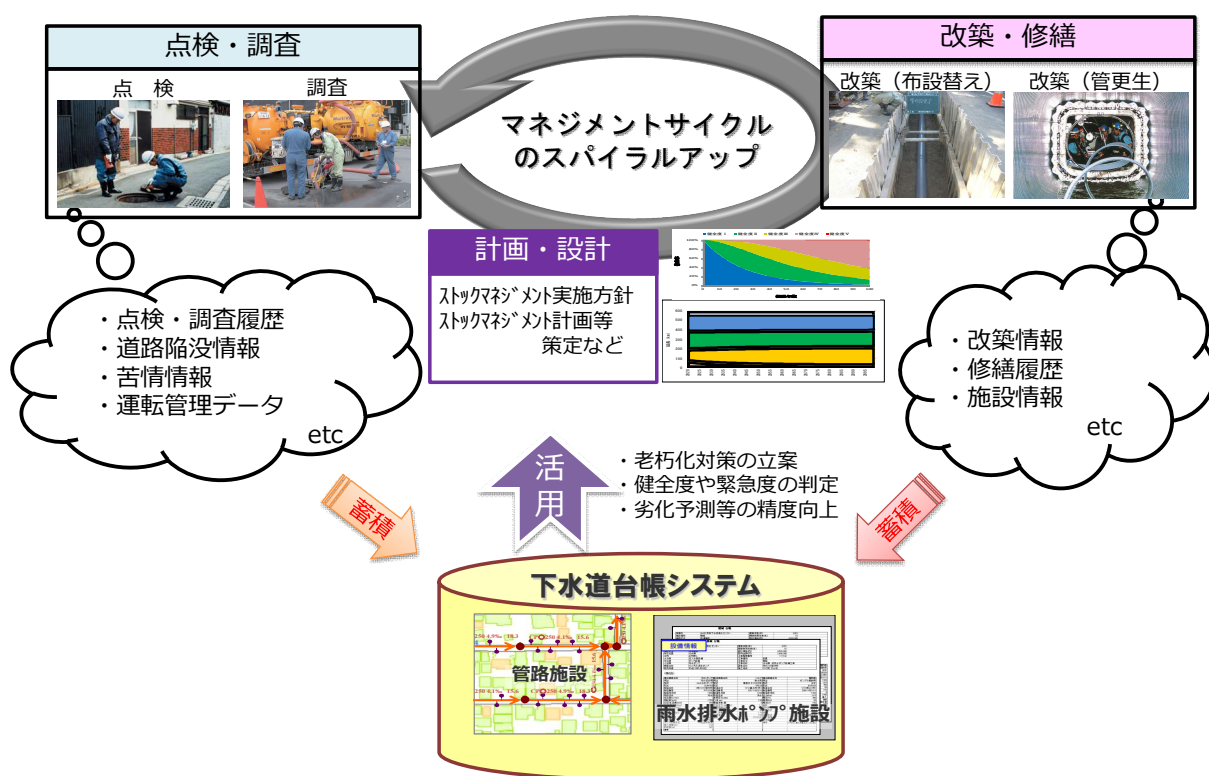 点検・調査
点　検
調査
マネジメントサイクル
のスパイラルアップ
改築・修繕
改築（布設替え）
改築（管更生）
計画・設計
ｽﾄｯｸﾏﾈｼﾞﾒﾝﾄ実施方針
ｽﾄｯｸﾏﾈｼﾞﾒﾝﾄ計画等
策定など
・点検・調査履歴
・道路陥没情報
・苦情情報
・運転管理データ
etc
・改築情報
・修繕履歴
・施設情報
etc
活用
・老朽化対策の立案
・健全度や緊急度の判定
・劣化予測等の精度向上
蓄積
蓄積
下水道台帳システム
管路施設
設備情報
雨水排水ﾎﾟﾝﾌﾟ施設